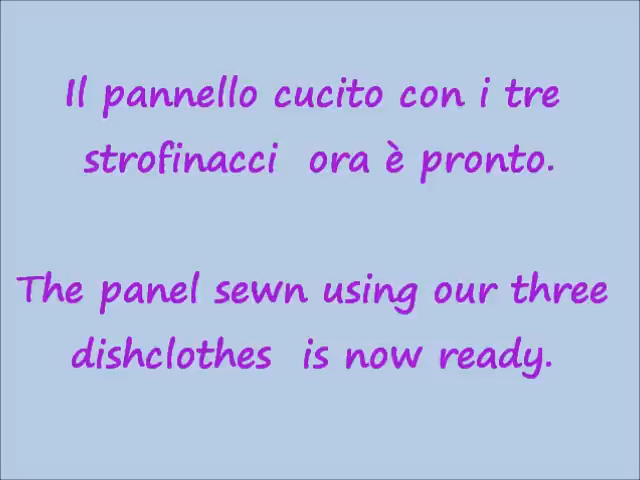 Il pannello cucito con i tre
strofinacci ora è pronto.
The panel sewn using our three
dishclothes is now ready.